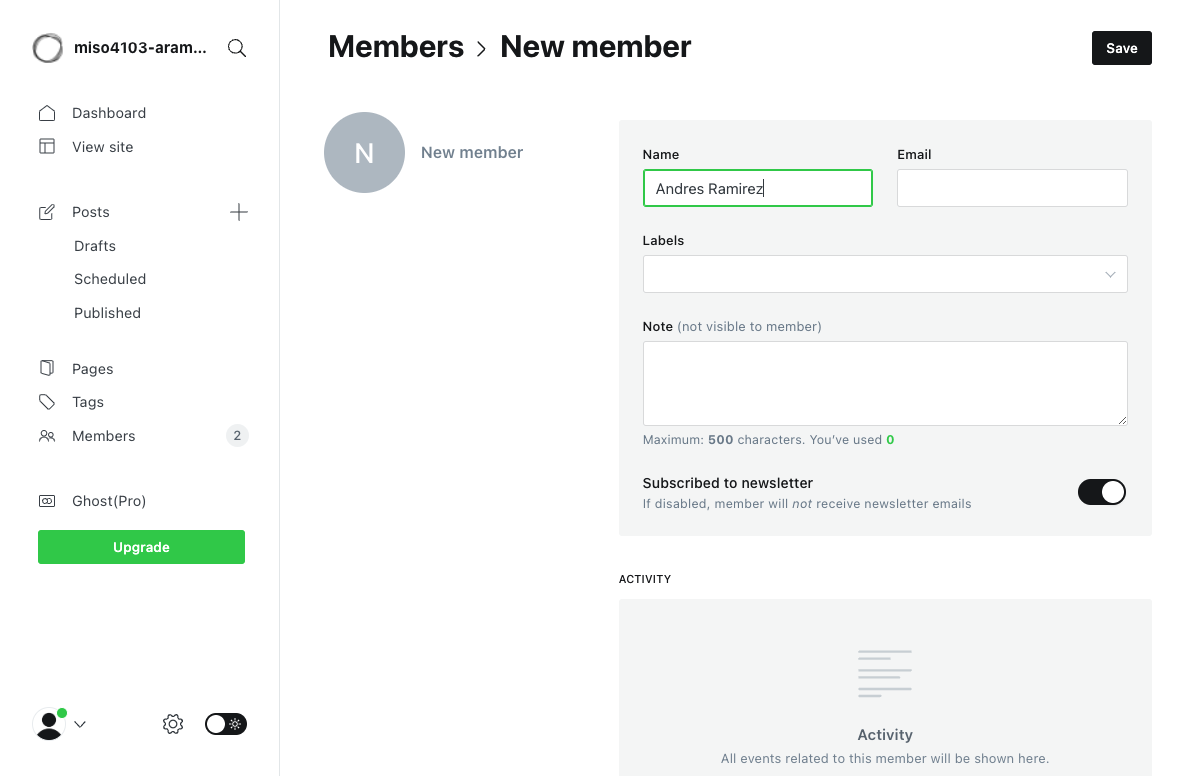 miso4103-aram...
Dashboard
View site
Posts
Drafts
Scheduled
Published
Pages
Tags
Members 2
Ghost(Pro)
Upgrade
Members > New member
Save
N New member
Name Email
Andres Ramirez
Labels
Note (not visible to member)
Maximum: 500 characters. You've used 0
Subscribed to newsletter
If disabled, member will not receive newsletter emails
ACTIVITY
Activity
All events related to this member will be shown here.